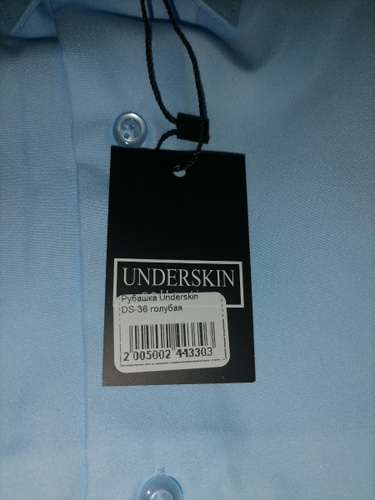 UNDERSKIN
Рубашка Underskin
DS-36 голубая
2 005002 443303